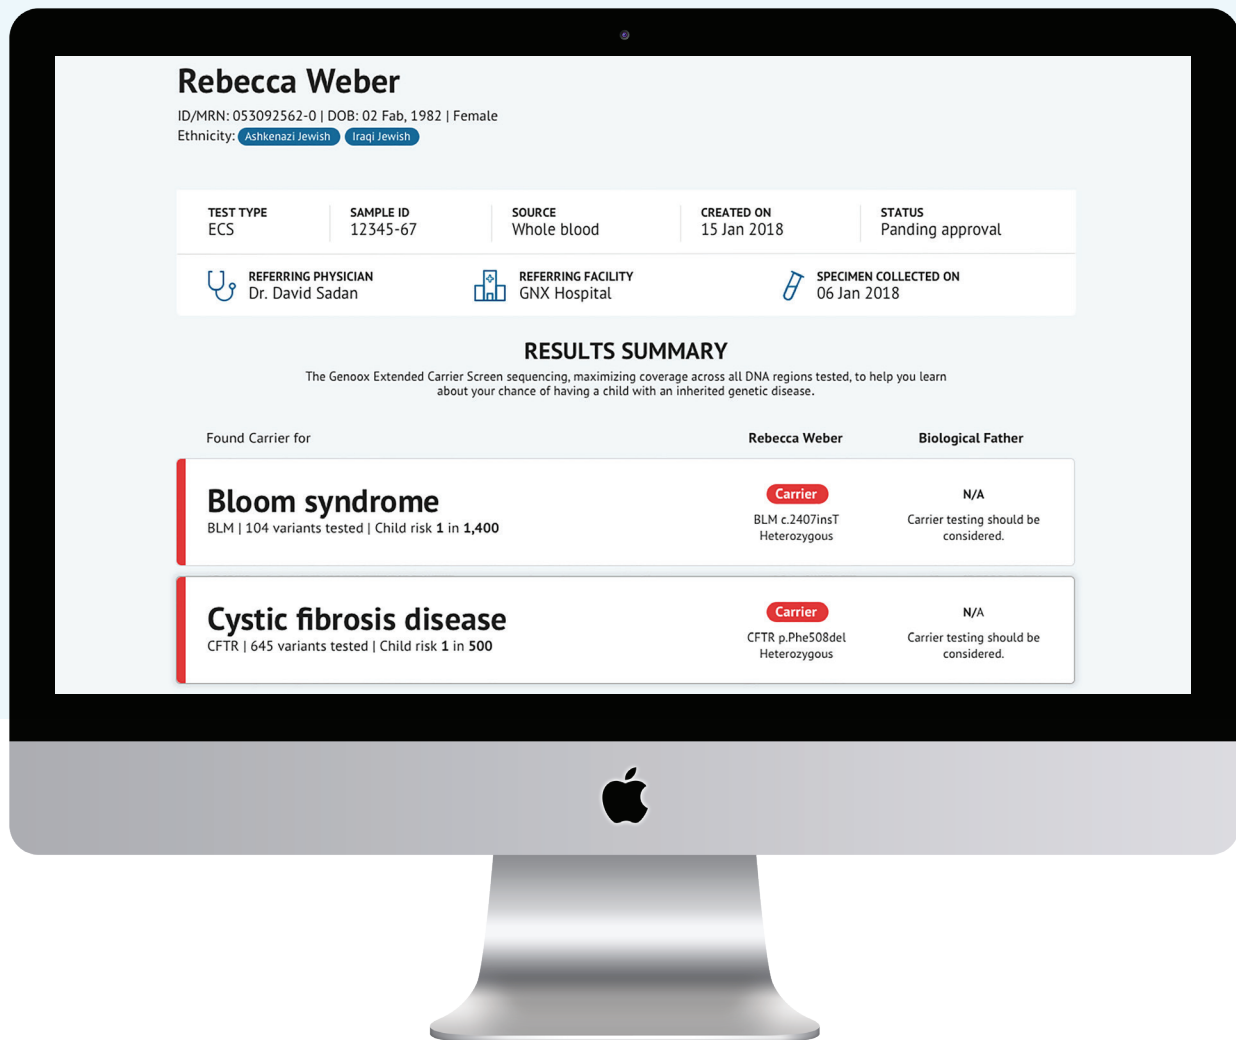 Rebecca Weber
ID/MRN: 053092562-0 | DOB: 02 Fab, 1982 | Female
Ethnicity: Ashkenazi Jewish Iraqi Jewish
TEST TYPE SAMPLE ID SOURCE CREATED ON STATUS
ECS 12345-67 Whole blood 15 Jan 2018 Panding approval
REFERRING PHYSICIAN REFERRING FACILITY SPECIMEN COLLECTED ON
Dr. David Sadan GNX Hospital 06 Jan 2018
RESULTS SUMMARY
The Genoox Extended Carrier Screen sequencing, maximizing coverage across all DNA regions tested, to help you learn
about your chance of having a child with an inherited genetic disease.
Found Carrier for Rebecca Weber Biological Father
Bloom syndrome
BLM | 104 variants tested | Child risk 1 in 1,400
Carrier
BLM c.2407insT
Heterozygous
N/A
Carrier testing should be
considered.
Cystic fibrosis disease
CFTR | 645 variants tested | Child risk 1 in 500
Carrier
CFTR p.Phe508del
Heterozygous
N/A
Carrier testing should be
considered.